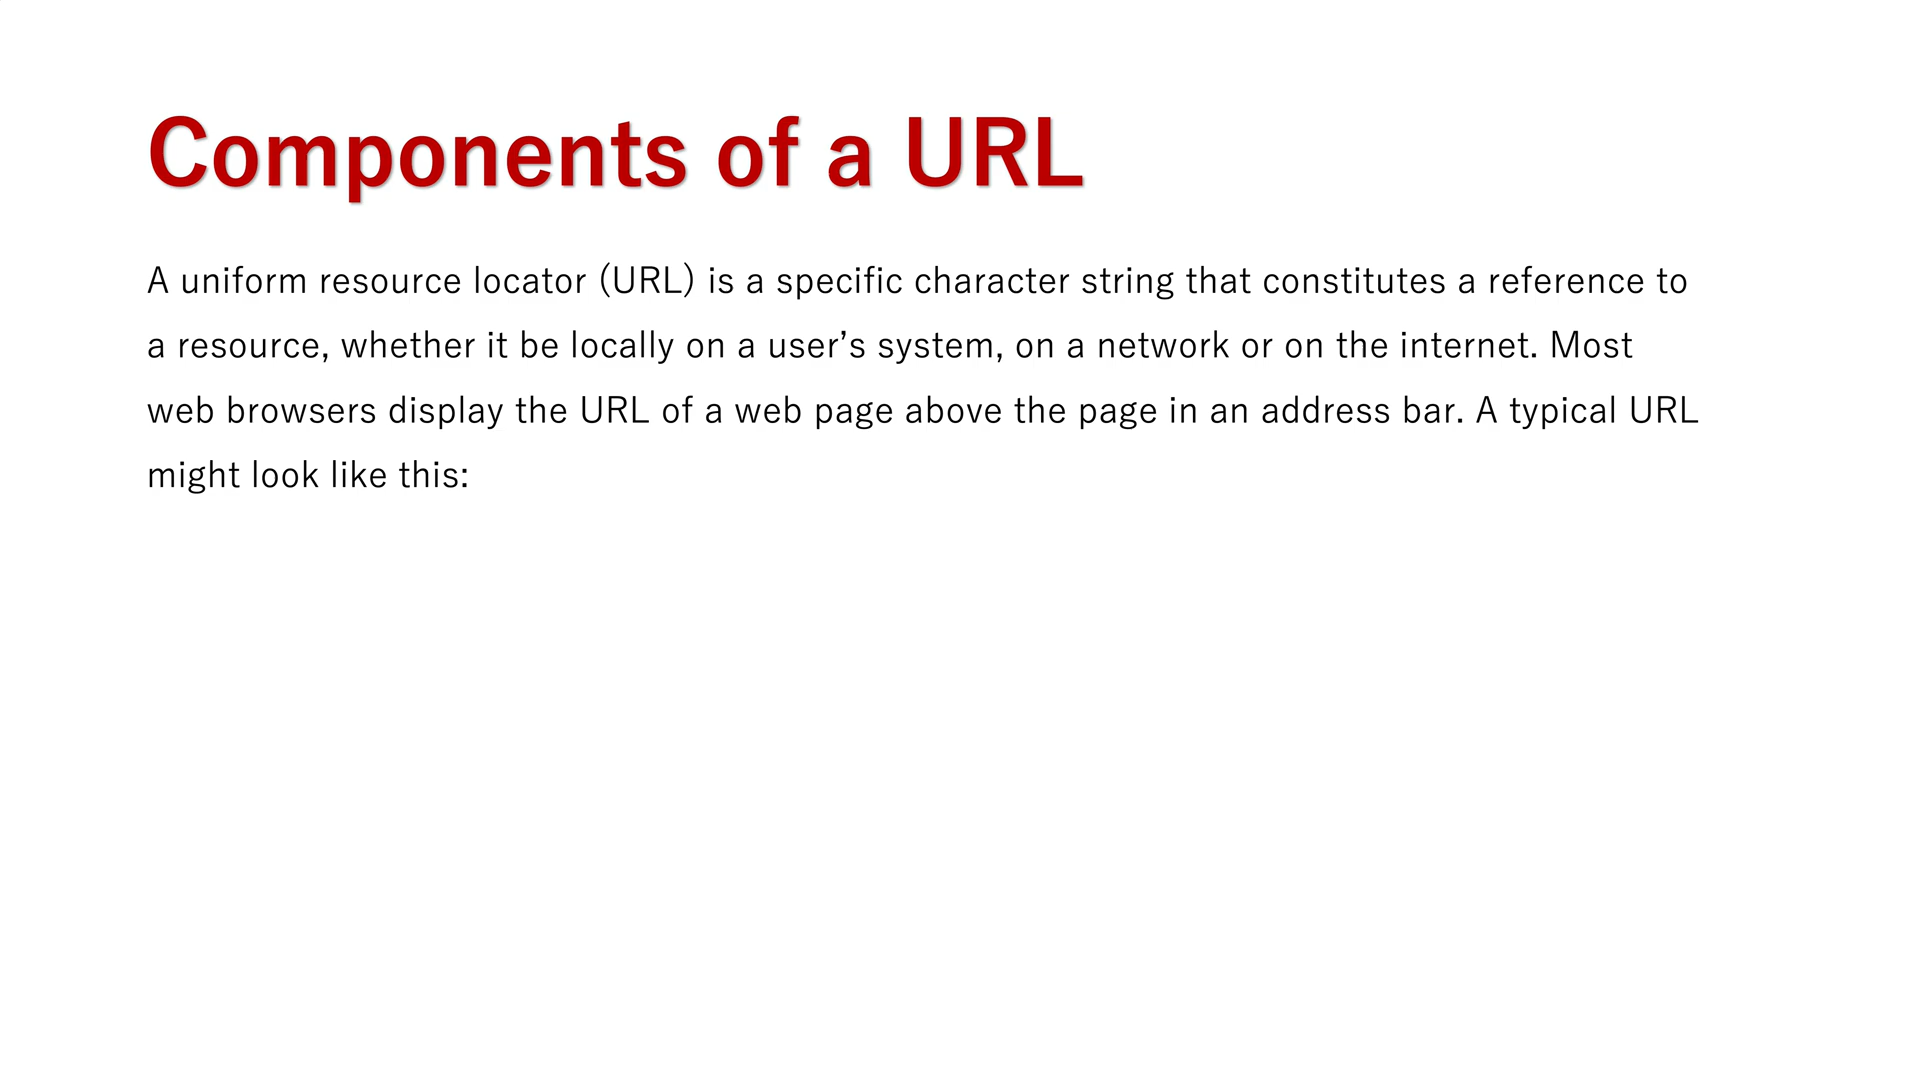 Components of a URL
A uniform resource locator (URL) is a specific character string that constitutes a reference to
a resource, whether it be locally on a user’s system, on a network or on the internet. Most
web browsers display the URL of a web page above the page in an address bar. A typical URL
might look like this: